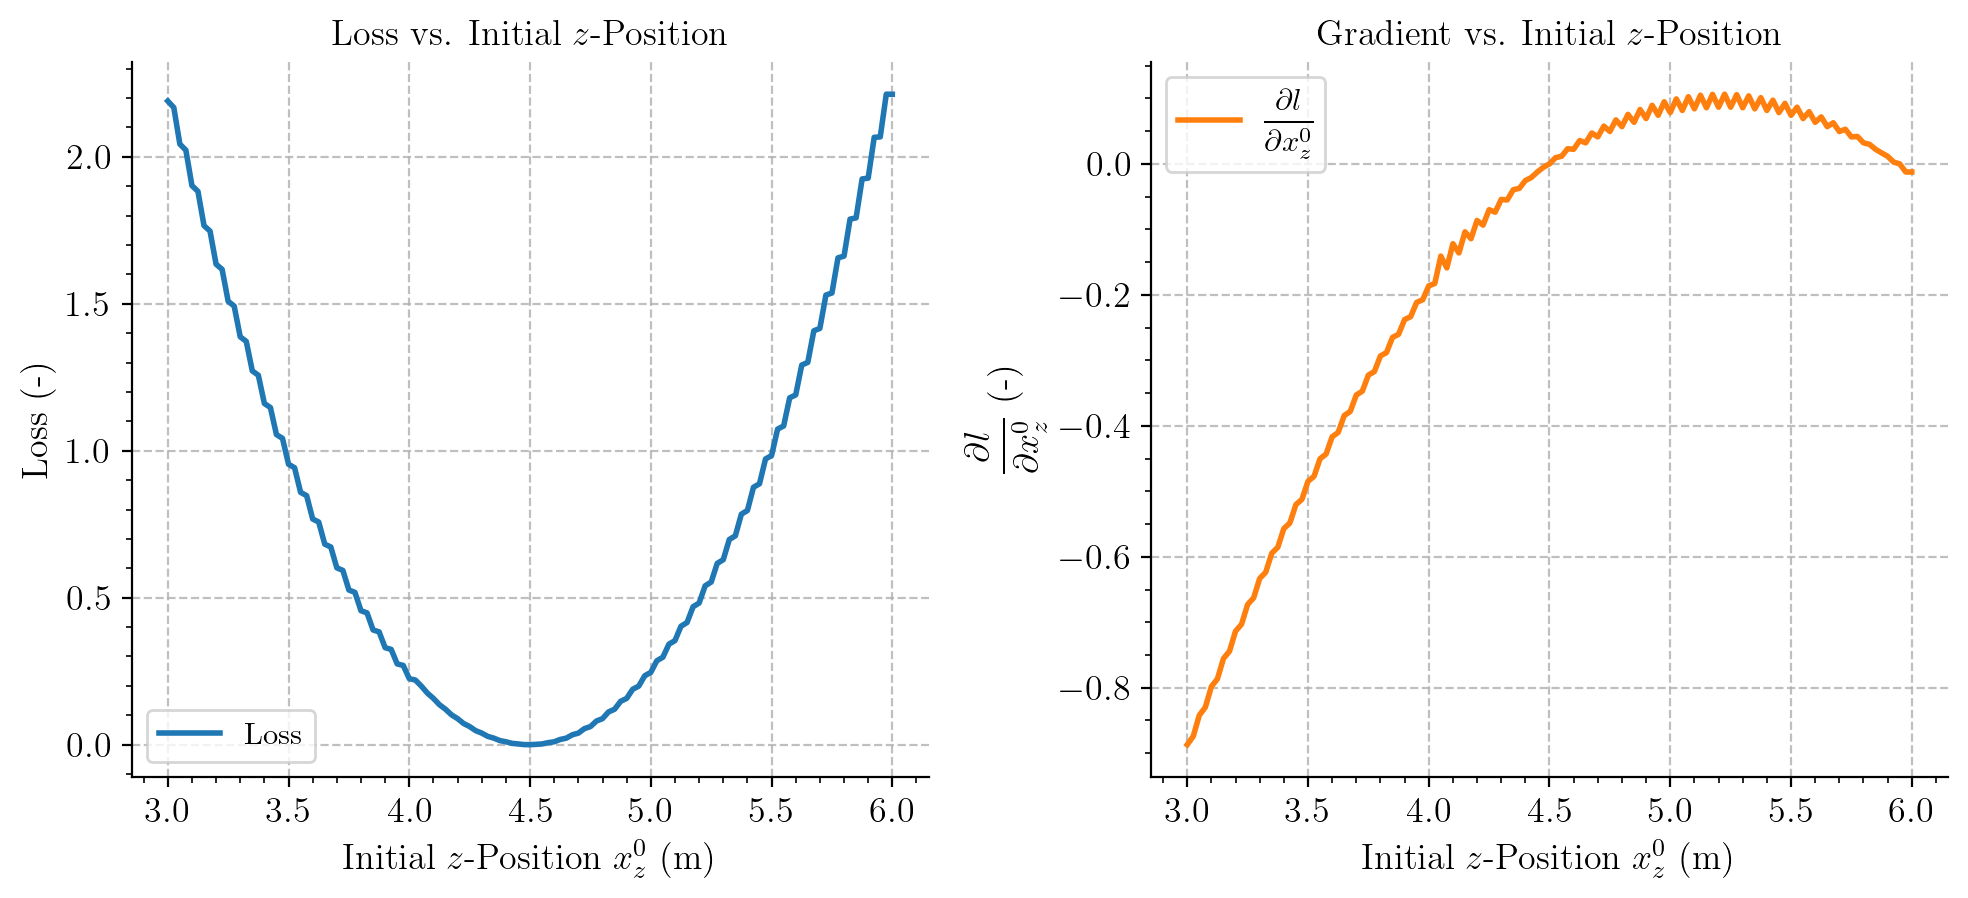 Loss vs. Initial z-Position
2.0
1.5
1.0
0.5
0.0
Loss (-)
Loss
3.0 3.5 4.0 4.5 5.0 5.5 6.0
Initial z-Position x_z^0 (m)
Gradient vs. Initial z-Position
∂l
∂x_z^0
0.0
−0.2
−0.4
−0.6
−0.8
∂l/∂x_z^0 (-)
3.0 3.5 4.0 4.5 5.0 5.5 6.0
Initial z-Position x_z^0 (m)